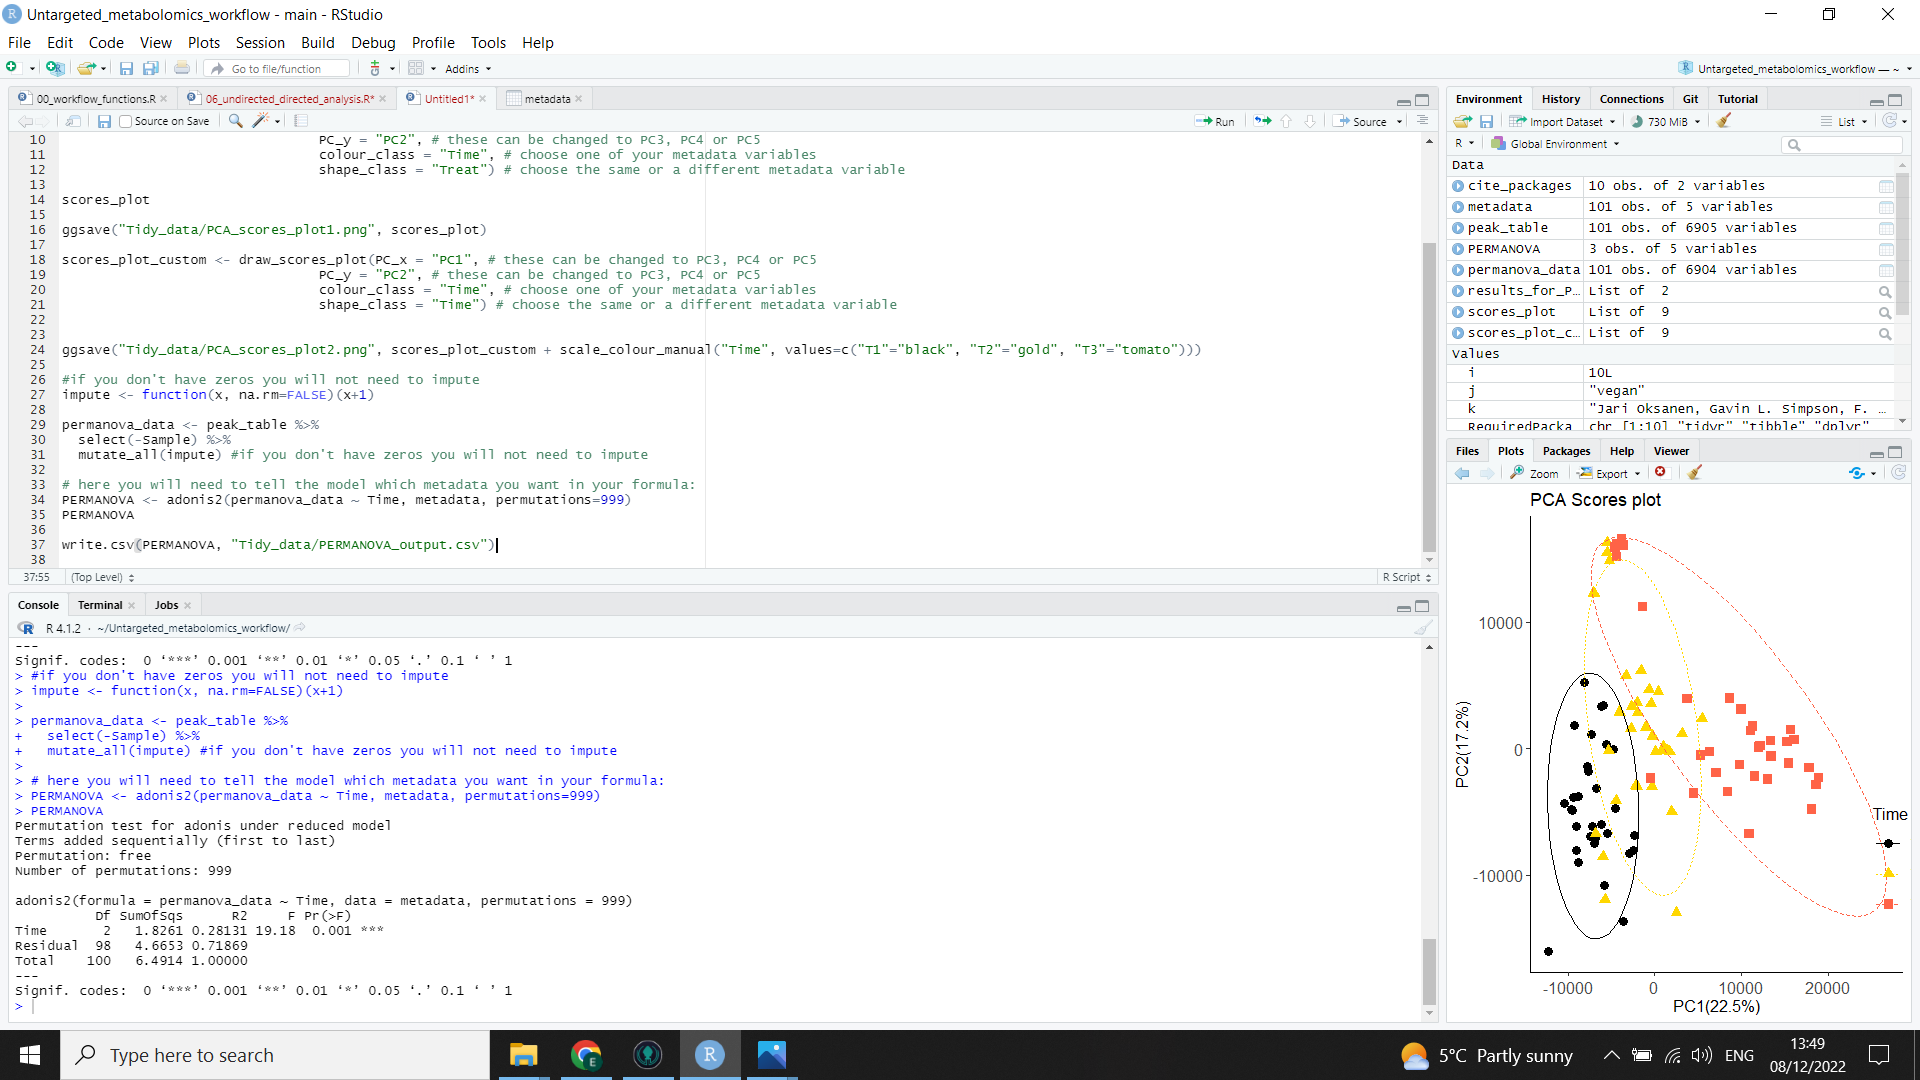 Untargeted_metabolomics_workflow - main - RStudio
File Edit Code View Plots Session Build Debug Profile Tools Help
Go to file/function Addins
Untargeted_metabolomics_workflow — ~
00_workflow_functions.R 06_undirected_directed_analysis.R* Untitled1* metadata
Source on Save Run Source
10 PC_y = "PC2", # these can be changed to PC3, PC4 or PC5
11 colour_class = "Time", # choose one of your metadata variables
12 shape_class = "Treat") # choose the same or a different metadata variable
13
14 scores_plot
15
16 ggsave("Tidy_data/PCA_scores_plot1.png", scores_plot)
17
18 scores_plot_custom <- draw_scores_plot(PC_x = "PC1", # these can be changed to PC3, PC4 or PC5
19 PC_y = "PC2", # these can be changed to PC3, PC4 or PC5
20 colour_class = "Time", # choose one of your metadata variables
21 shape_class = "Time") # choose the same or a different metadata variable
22
23
24 ggsave("Tidy_data/PCA_scores_plot2.png", scores_plot_custom + scale_colour_manual("Time", values=c("T1"="black", "T2"="gold", "T3"="tomato")))
25
26 #if you don't have zeros you will not need to impute
27 impute <- function(x, na.rm=FALSE)(x+1)
28
29 permanova_data <- peak_table %>%
30 select(-Sample) %>%
31 mutate_all(impute) #if you don't have zeros you will not need to impute
32
33 # here you will need to tell the model which metadata you want in your formula:
34 PERMANOVA <- adonis2(permanova_data ~ Time, metadata, permutations=999)
35 PERMANOVA
36
37 write.csv(PERMANOVA, "Tidy_data/PERMANOVA_output.csv")
38
37:55 (Top Level) R Script
Console Terminal Jobs
R 4.1.2 · ~/Untargeted_metabolomics_workflow/
---
Signif. codes: 0 ‘***’ 0.001 ‘**’ 0.01 ‘*’ 0.05 ‘.’ 0.1 ‘ ’ 1
> #if you don't have zeros you will not need to impute
> impute <- function(x, na.rm=FALSE)(x+1)
>
> permanova_data <- peak_table %>%
+ select(-Sample) %>%
+ mutate_all(impute) #if you don't have zeros you will not need to impute
>
> # here you will need to tell the model which metadata you want in your formula:
> PERMANOVA <- adonis2(permanova_data ~ Time, metadata, permutations=999)
> PERMANOVA
Permutation test for adonis under reduced model
Terms added sequentially (first to last)
Permutation: free
Number of permutations: 999
adonis2(formula = permanova_data ~ Time, data = metadata, permutations = 999)
Df SumOfSqs R2 F Pr(>F)
Time 2 1.8261 0.28131 19.18 0.001 ***
Residual 98 4.6653 0.71869
Total 100 6.4914 1.00000
---
Signif. codes: 0 ‘***’ 0.001 ‘**’ 0.01 ‘*’ 0.05 ‘.’ 0.1 ‘ ’ 1
>
Environment History Connections Git Tutorial
Import Dataset 730 MiB List
R Global Environment
Data
cite_packages 10 obs. of 2 variables
metadata 101 obs. of 5 variables
peak_table 101 obs. of 6905 variables
PERMANOVA 3 obs. of 5 variables
permanova_data 101 obs. of 6904 variables
results_for_P... List of 2
scores_plot List of 9
scores_plot_c... List of 9
Values
i 10L
j "vegan"
k "Jari Oksanen, Gavin L. Simpson, F. ...
RequiredPacka chr [1:10] "tidyr" "tibble" "dplyr"
Files Plots Packages Help Viewer
Zoom Export
PCA Scores plot
10000
0
-10000
PC2(17.2%)
Time
-10000 0 10000 20000
PC1(22.5%)
Type here to search
5°C Partly sunny ENG 13:49
08/12/2022